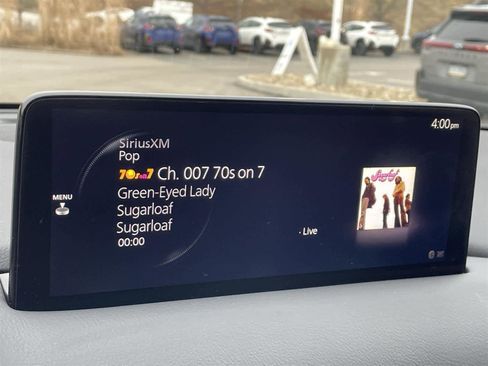 4:00pm
SiriusXM
Pop
70s on 7 Ch. 007 70s on 7
MENU
Green-Eyed Lady
Sugarloaf
Sugarloaf
00:00
· Live
Sugarloaf